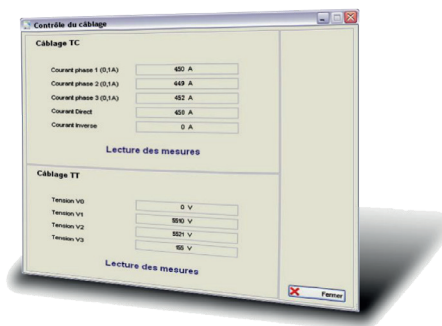 Contrôle du câblage
Câblage TC
Courant phase 1 (0,1A) 450 A
Courant phase 2 (0,1A) 449 A
Courant phase 3 (0,1A) 452 A
Courant Direct 450 A
Courant Inverse 0 A
Lecture des mesures
Câblage TT
Tension V0 0 V
Tension V1 5510 V
Tension V2 5521 V
Tension V3 155 V
Lecture des mesures
Fermer